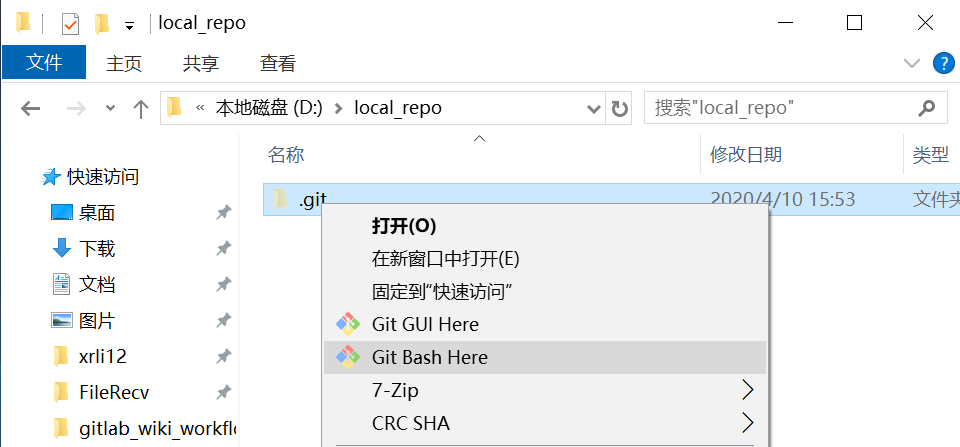 local_repo
文件 主页 共享 查看
« 本地磁盘 (D:) local_repo 搜索"local_repo"
名称 修改日期 类型
快速访问
桌面
下载
文档
图片
xrli12
FileRecv
gitlab_wiki_workfl
.git 2020/4/10 15:53 文件夹
打开(O)
在新窗口中打开(E)
固定到“快速访问”
Git GUI Here
Git Bash Here
7-Zip
CRC SHA